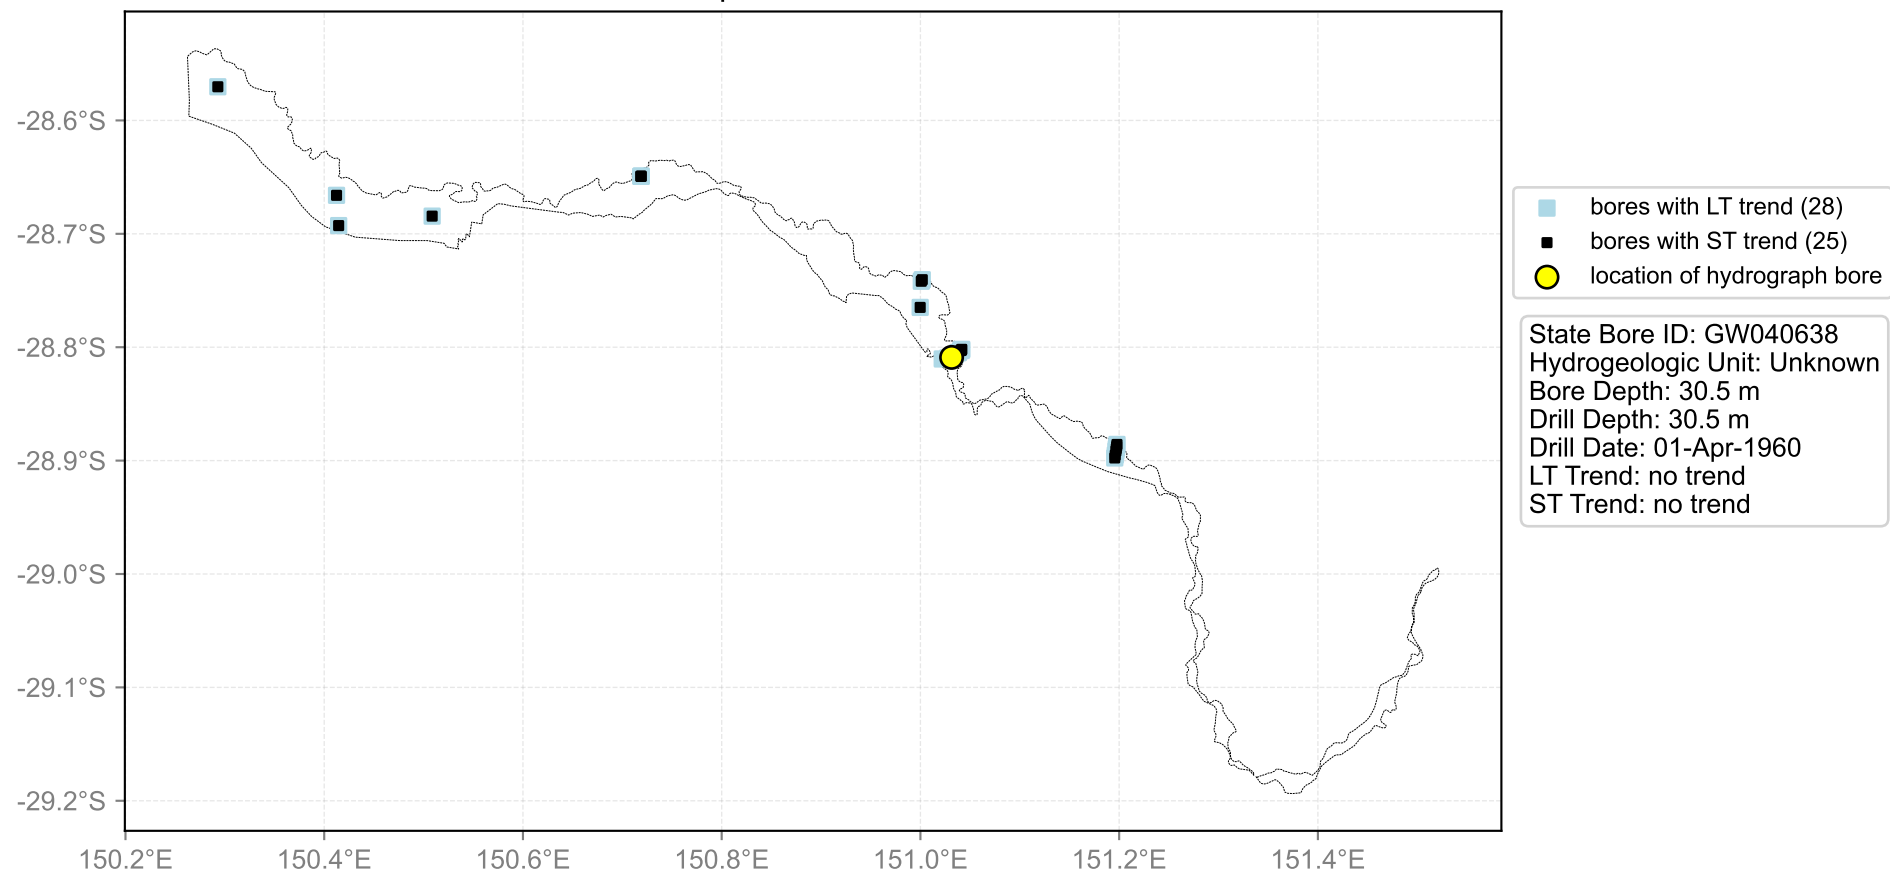 -28.6°S
-28.7°S
-28.8°S
-28.9°S
-29.0°S
-29.1°S
-29.2°S
150.2°E
150.4°E
150.6°E
150.8°E
151.0°E
151.2°E
151.4°E
bores with LT trend (28)
bores with ST trend (25)
location of hydrograph bore
State Bore ID: GW040638
Hydrogeologic Unit: Unknown
Bore Depth: 30.5 m
Drill Depth: 30.5 m
Drill Date: 01-Apr-1960
LT Trend: no trend
ST Trend: no trend